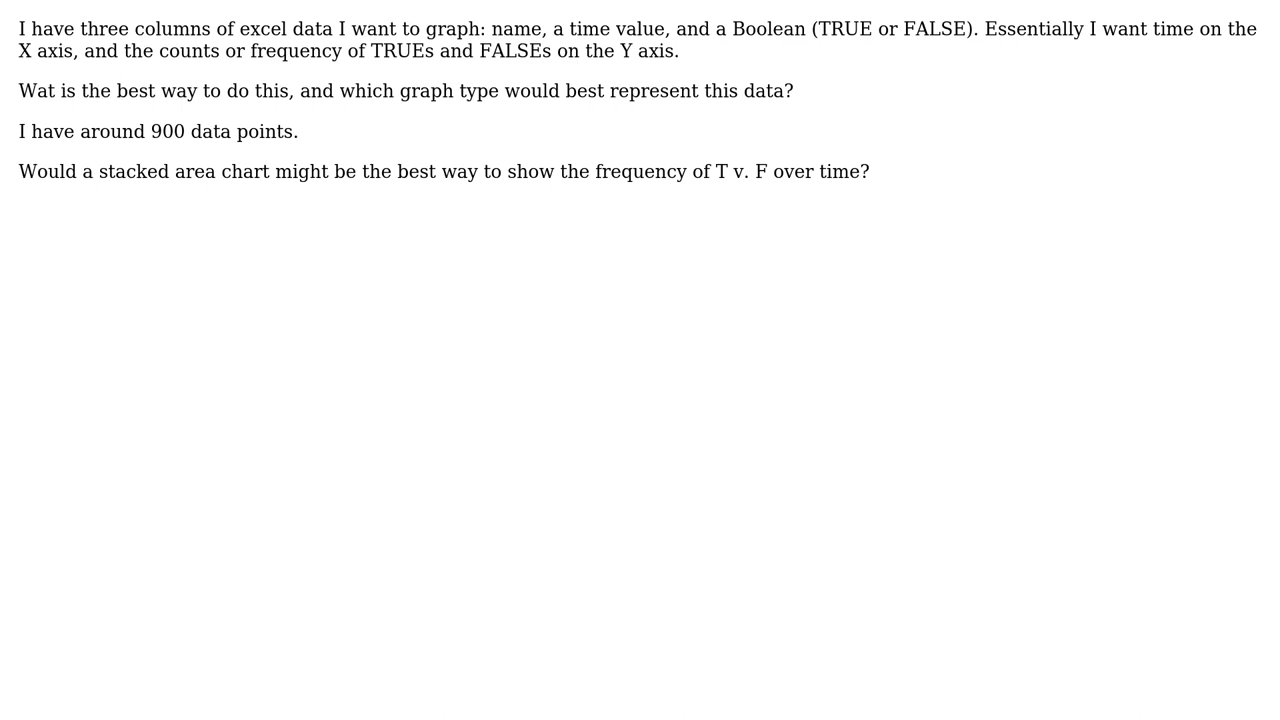 I have three columns of excel data I want to graph: name, a time value, and a Boolean (TRUE or FALSE). Essentially I want time on the
X axis, and the counts or frequency of TRUEs and FALSEs on the Y axis.
Wat is the best way to do this, and which graph type would best represent this data?
I have around 900 data points.
Would a stacked area chart might be the best way to show the frequency of T v. F over time?